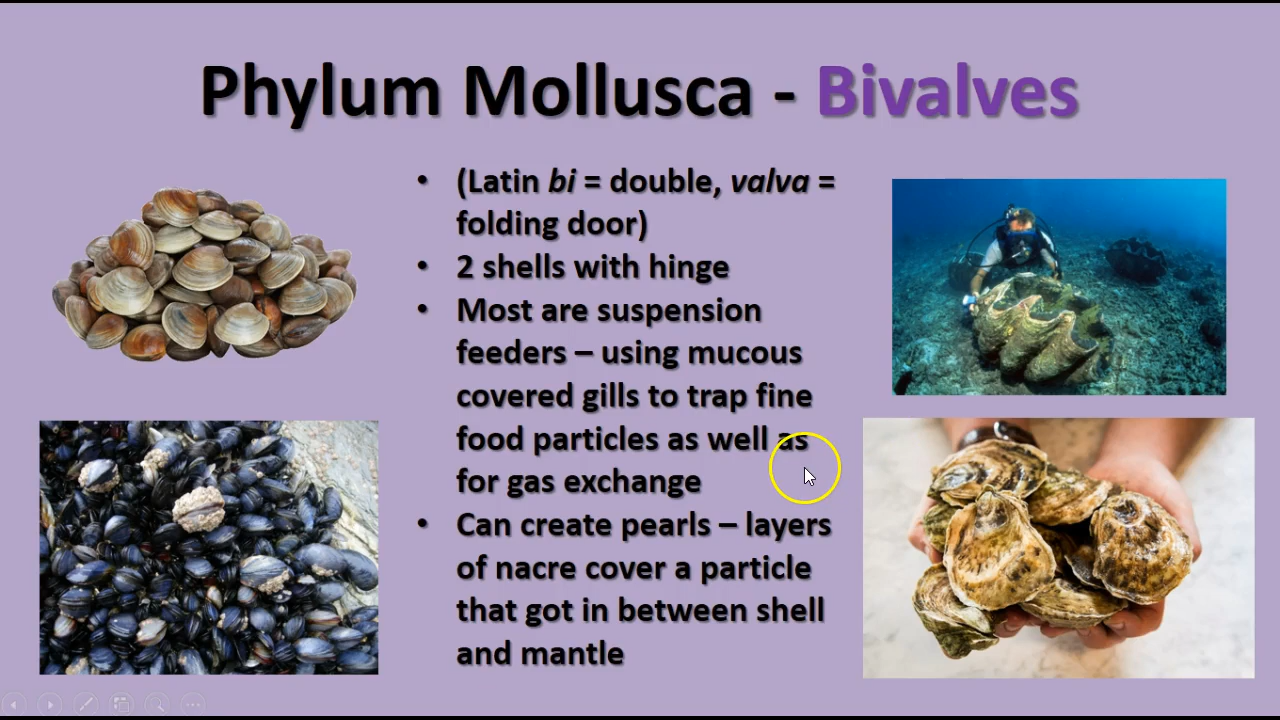 Phylum Mollusca - Bivalves
• (Latin bi = double, valva =
folding door)
• 2 shells with hinge
• Most are suspension
feeders – using mucous
covered gills to trap fine
food particles as well as
for gas exchange
• Can create pearls – layers
of nacre cover a particle
that got in between shell
and mantle